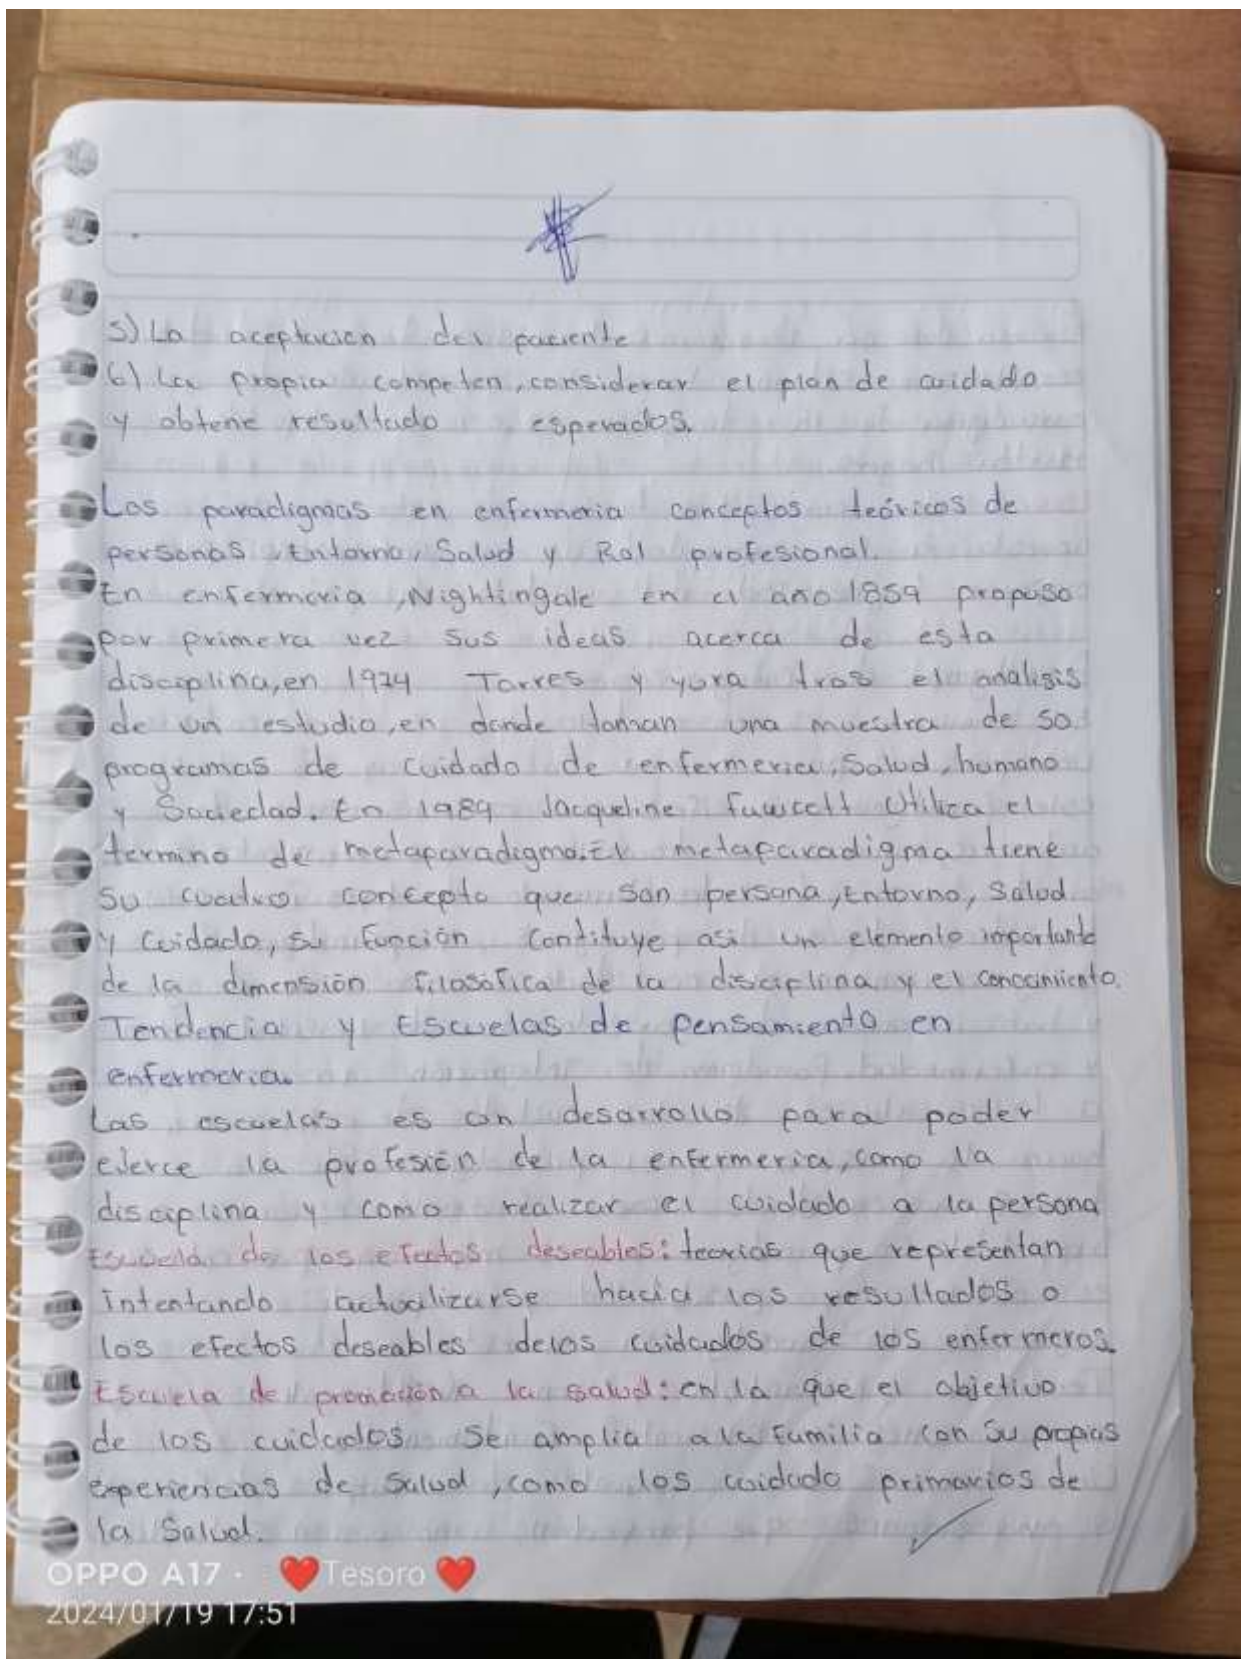 5) La aceptacion del paciente
6) La propia competen, considerar el plan de cuidado
y obtene resultado esperados.
Los paradigmas en enfermeria conceptos teóricos de
personas, Entorno, Salud y Rol profesional.
En enfermeria, Nightingale en el año 1859 propuso
por primera vez sus ideas acerca de esta
disciplina, en 1974 Torres y yura tras el analisis
de un estudio, en donde toman una muestra de 50
programas de cuidado de enfermeria, Salud, humano
y Sociedad. En 1989 Jacqueline Fawcett Utiliza el
termino de metaparadigma. El metaparadigma tiene
su cuatro concepto que son persona, Entorno, Salud
y Cuidado, su función contituye asi un elemento importante
de la dimensión filosófica de la disciplina y el conocimiento.
Tendencia y Escuelas de pensamiento en
enfermeria.
Las escuelas es un desarrollo para poder
ejerce la profesión de la enfermeria, como la
disciplina y como realizar el cuidado a la persona
Escuela de los efectos deseables: teorias que representan
intentando actualizarse hacia los resultados o
los efectos deseables delos cuidados de los enfermeros.
Escuela de promoción a la salud: en la que el objetivo
de los cuidados se amplia a la familia con su propias
experiencias de Salud, como los cuidado primarios de
la Salud.
OPPO A17 · ❤️Tesoro❤️
2024/01/19 17:51